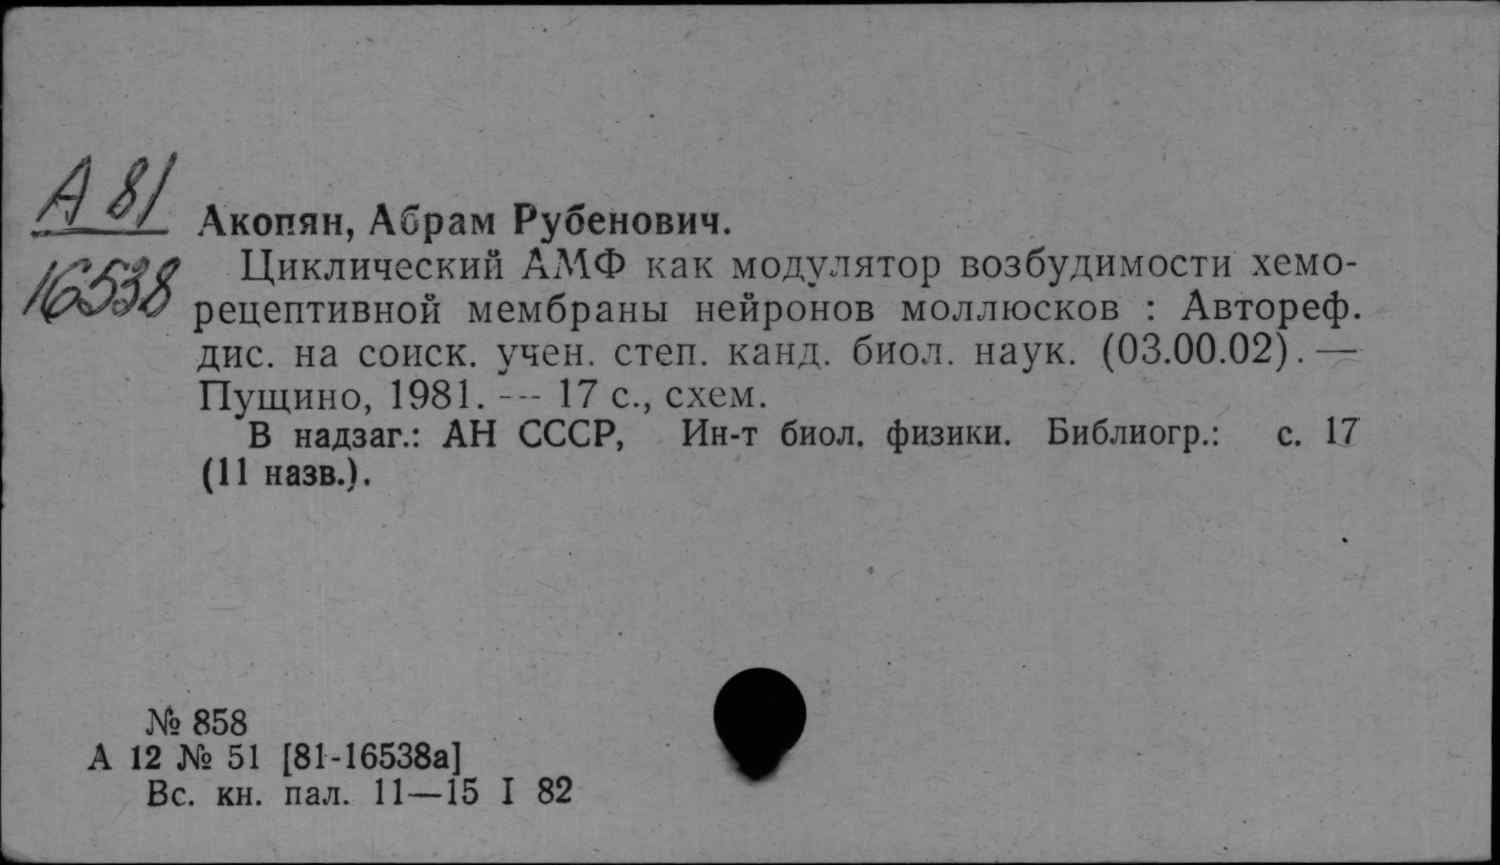 А 81
16538
Акопян, Абрам Рубенович.
Циклический АМФ как модулятор возбудимости хемо-
рецептивной мембраны нейронов моллюсков : Автореф.
дис. на соиск. учен. степ. канд. биол. наук. (03.00.02). —
Пущино, 1981. — 17 с., схем.
В надзаг.: АН СССР, Ин-т биол. физики. Библиогр.: с. 17
(11 назв.).
№ 858
А 12 № 51 [81-16538а]
Вс. кн. пал. 11—15 I 82